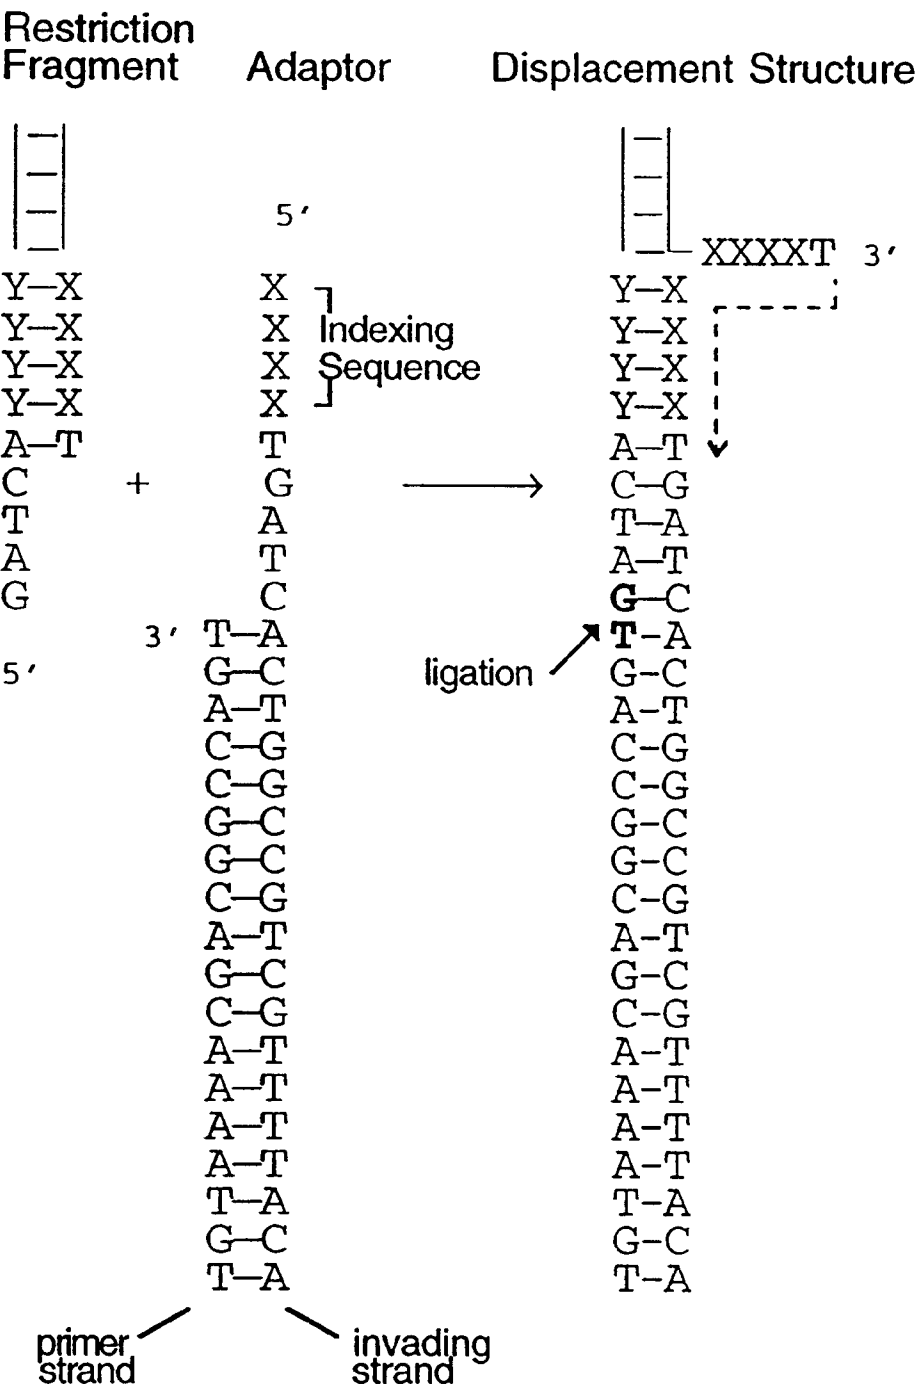 Restriction
Fragment Adaptor Displacement Structure
5′
XXXXT 3′
Y—X X Y—X
Y—X X Indexing Y—X
Y—X X Sequence Y—X
Y—X X Y—X
A—T T A—T
C + G C—G
T A T—A
A T A—T
G C G—C
3′ T—A T-A
5′ G—C ligation G-C
A—T A-T
C—G C-G
C—G C-G
G—C G-C
G—C G-C
C—G C-G
A—T A-T
G—C G-C
C—G C-G
A—T A-T
A—T A-T
A—T A-T
A—T A-T
T—A T-A
G—C G-C
T—A T-A
primer invading
strand strand